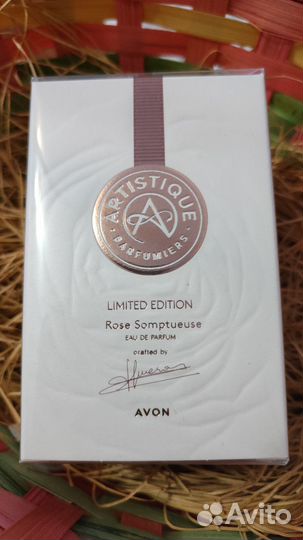 ARTISTIQUE
A
PARFUMIERS
LIMITED EDITION
Rose Somptueuse
EAU DE PARFUM
crafted by
AVON
Avito